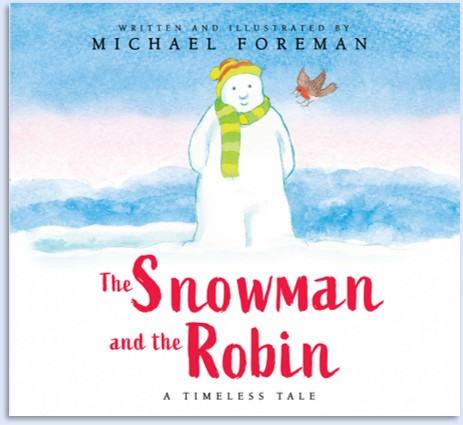 WRITTEN AND ILLUSTRATED BY
MICHAEL FOREMAN
The Snowman
and the Robin
A TIMELESS TALE